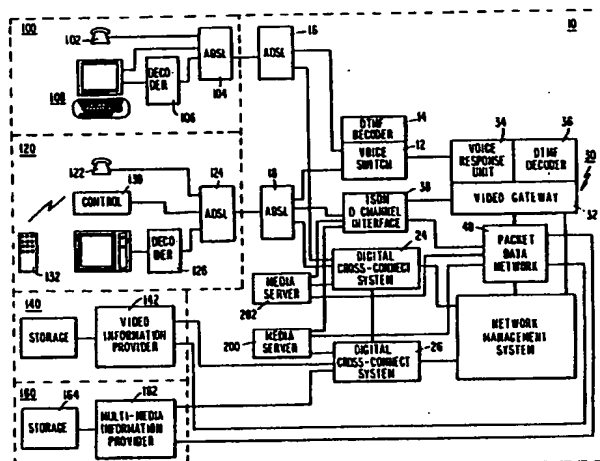 100
102
ADSL
104
DECO-
DER
106
108
ADSL
16
10
DTMF
DECODER
14
VOICE
SWITCH
12
34
36
VOICE
RESPONSE
UNIT
DTMF
DECODER
30
VIDEO GATEWAY
32
120
122
130
CONTROL
132
124
ADSL
DECO-
DER
126
18
ADSL
ISDN
D CHANNEL
INTERFACE
38
24
DIGITAL
CROSS-CONNECT
SYSTEM
40
PACKET
DATA
NETWORK
MEDIA
SERVER
202
MEDIA
SERVER
200
NETWORK
MANAGEMENT
SYSTEM
DIGITAL
CROSS-CONNECT
SYSTEM
26
140
142
STORAGE
VIDEO
INFORMATION
PROVIDER
160
164
162
STORAGE
MULTI-MEDIA
INFORMATION
PROVIDER